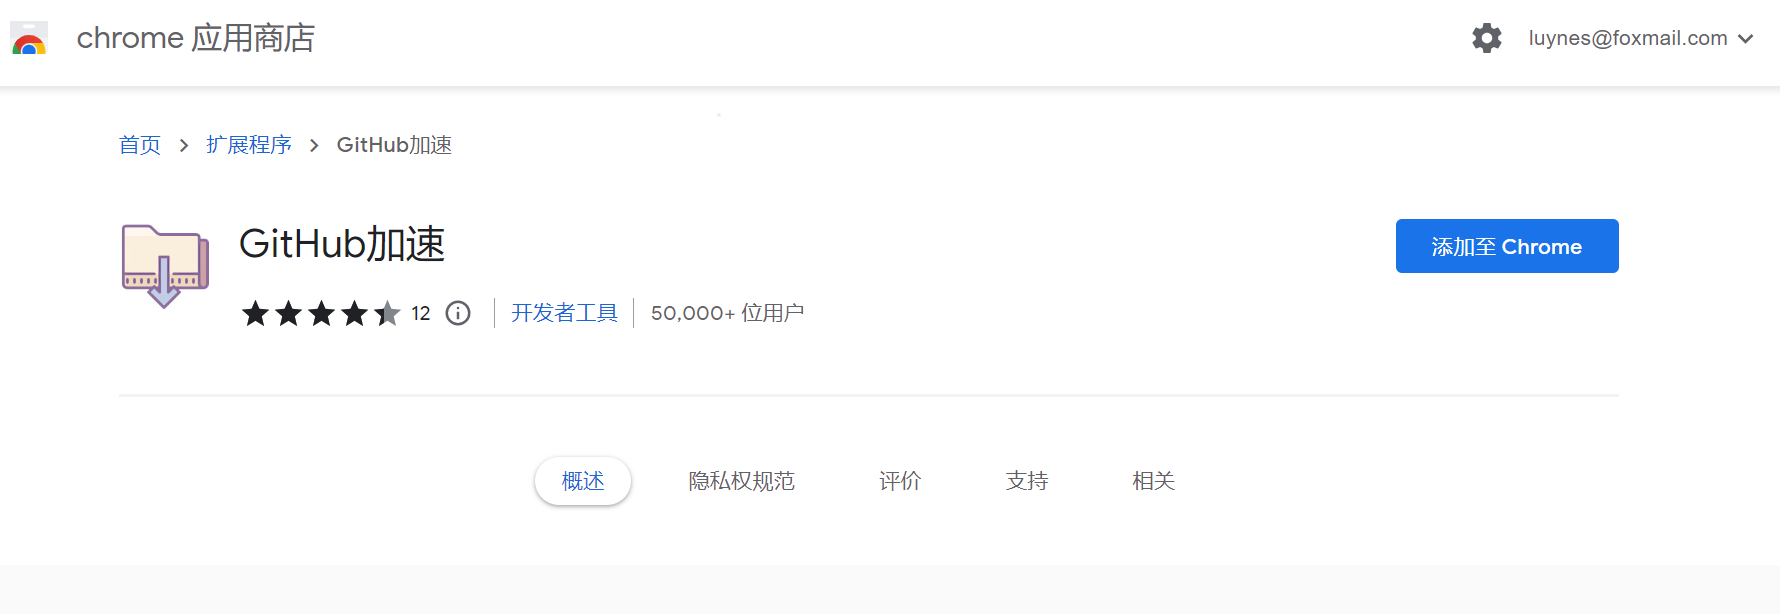 chrome 应用商店
luynes@foxmail.com
首页 > 扩展程序 > GitHub加速
GitHub加速
添加至 Chrome
12
开发者工具
50,000+ 位用户
概述
隐私权规范
评价
支持
相关